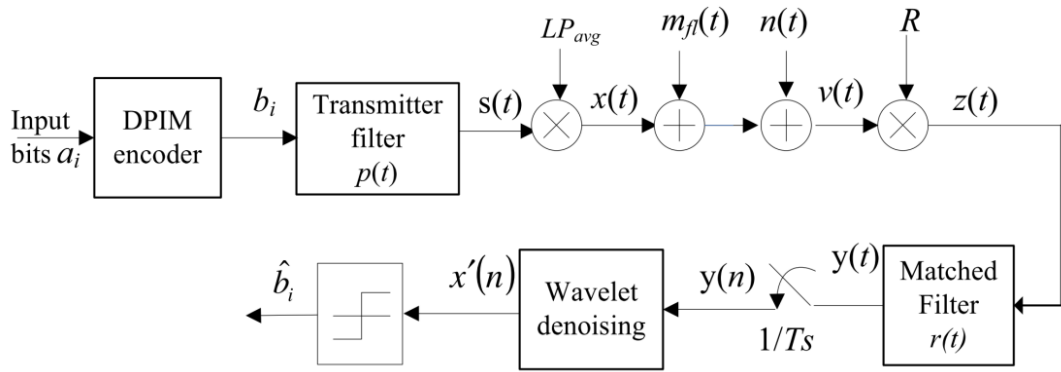 LP_avg
m_fl(t)
n(t)
R
Input
bits a_i
DPIM
encoder
b_i
Transmitter
filter
p(t)
s(t)
x(t)
v(t)
z(t)
b̂_i
x′(n)
Wavelet
denoising
y(n)
1/Ts
y(t)
Matched
Filter
r(t)